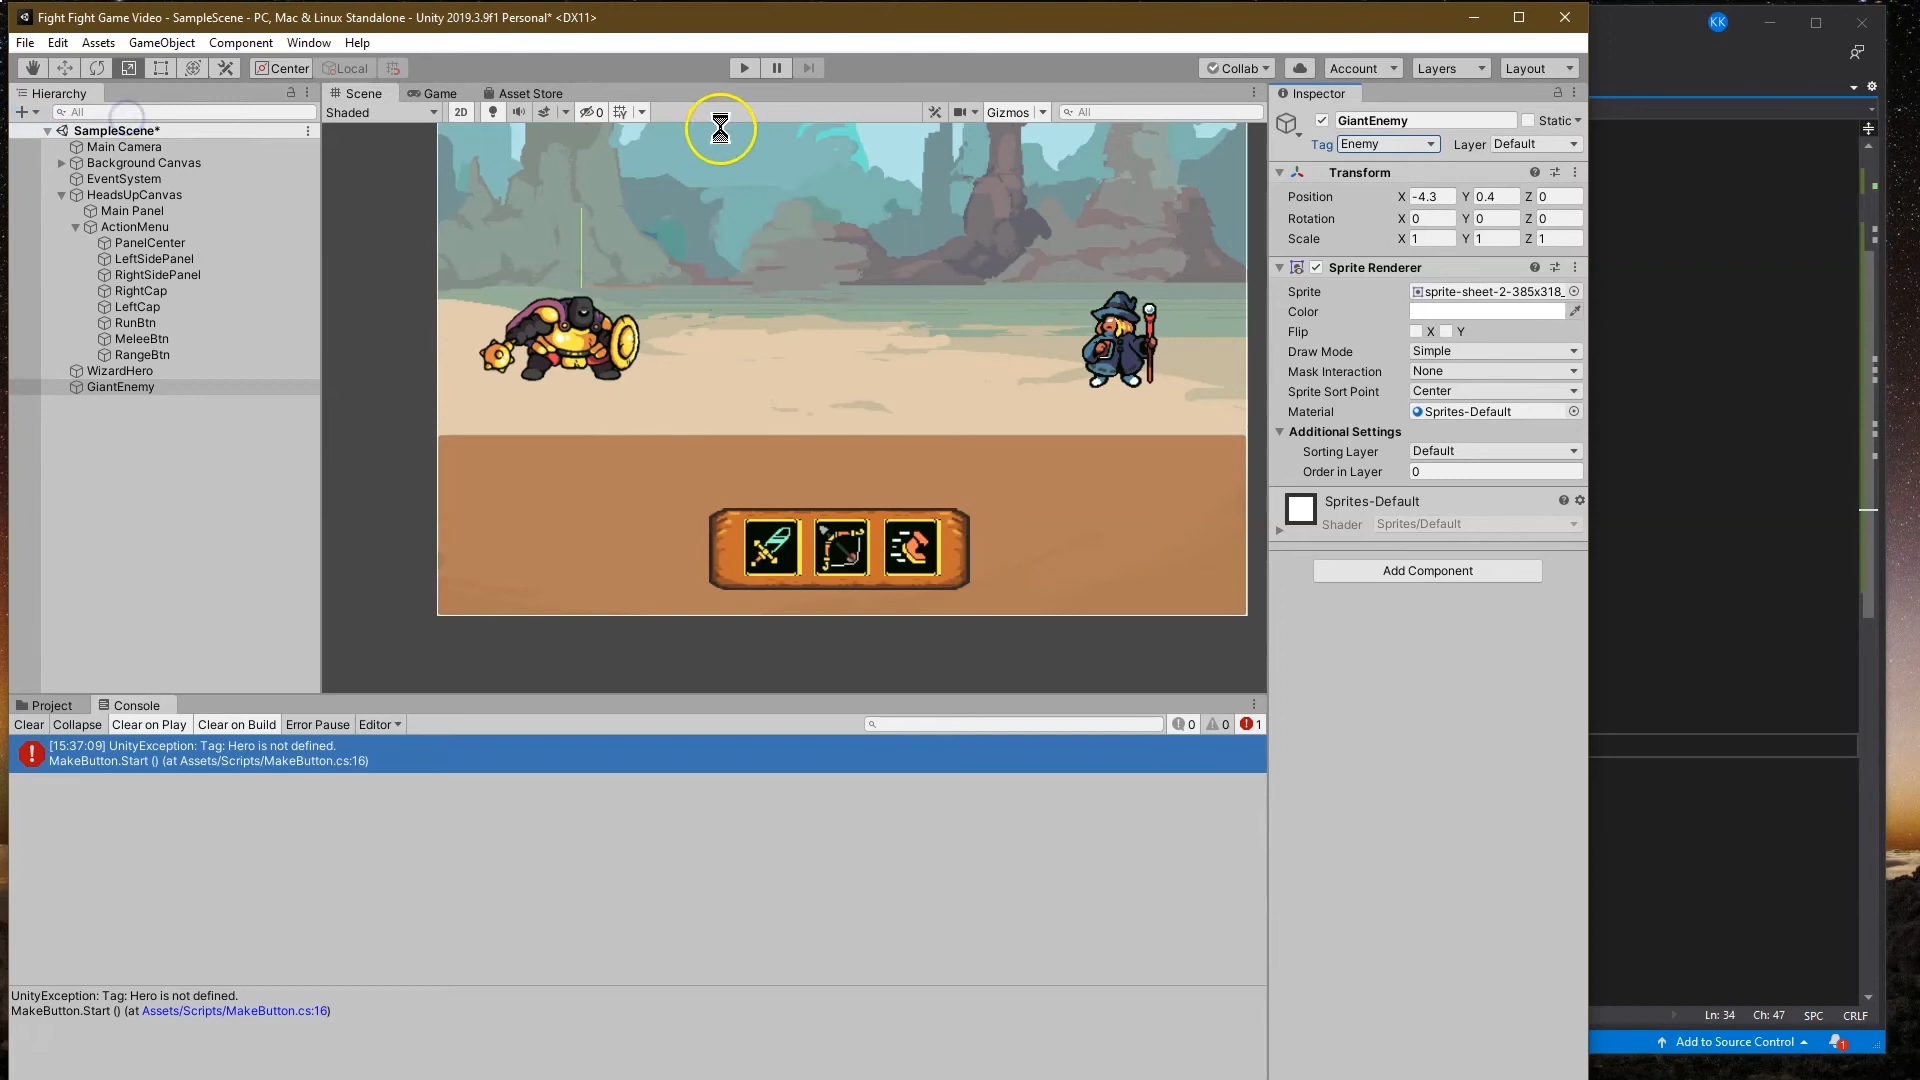 Fight Fight Game Video - SampleScene - PC, Mac & Linux Standalone - Unity 2019.3.9f1 Personal* <DX11>
KK
File Edit Assets GameObject Component Window Help
Center Local Collab Account Layers Layout
Hierarchy
All
SampleScene*
Main Camera
Background Canvas
EventSystem
HeadsUpCanvas
Main Panel
ActionMenu
PanelCenter
LeftSidePanel
RightSidePanel
RightCap
LeftCap
RunBtn
MeleeBtn
RangeBtn
WizardHero
GiantEnemy
Scene Game Asset Store
Shaded 2D 0 Gizmos All
Inspector
GiantEnemy Static
Tag Enemy Layer Default
Transform
Position X -4.3 Y 0.4 Z 0
Rotation X 0 Y 0 Z 0
Scale X 1 Y 1 Z 1
Sprite Renderer
Sprite sprite-sheet-2-385x318_
Color
Flip X Y
Draw Mode Simple
Mask Interaction None
Sprite Sort Point Center
Material Sprites-Default
Additional Settings
Sorting Layer Default
Order in Layer 0
Sprites-Default
Shader Sprites/Default
Add Component
Project Console
Clear Collapse Clear on Play Clear on Build Error Pause Editor 0 0 1
[15:37:09] UnityException: Tag: Hero is not defined.
MakeButton.Start () (at Assets/Scripts/MakeButton.cs:16)
UnityException: Tag: Hero is not defined.
MakeButton.Start () (at Assets/Scripts/MakeButton.cs:16)
Ln: 34 Ch: 47 SPC CRLF
Add to Source Control 1